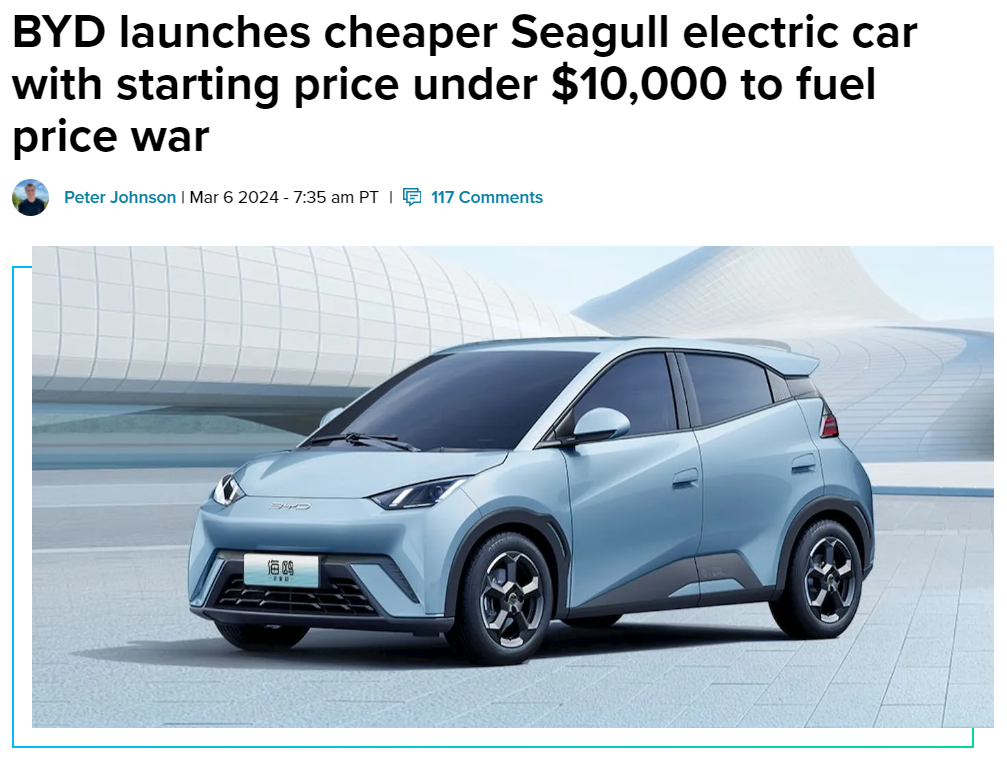 BYD launches cheaper Seagull electric car
with starting price under $10,000 to fuel
price war
Peter Johnson | Mar 6 2024 - 7:35 am PT | 117 Comments
BYD
海鸥